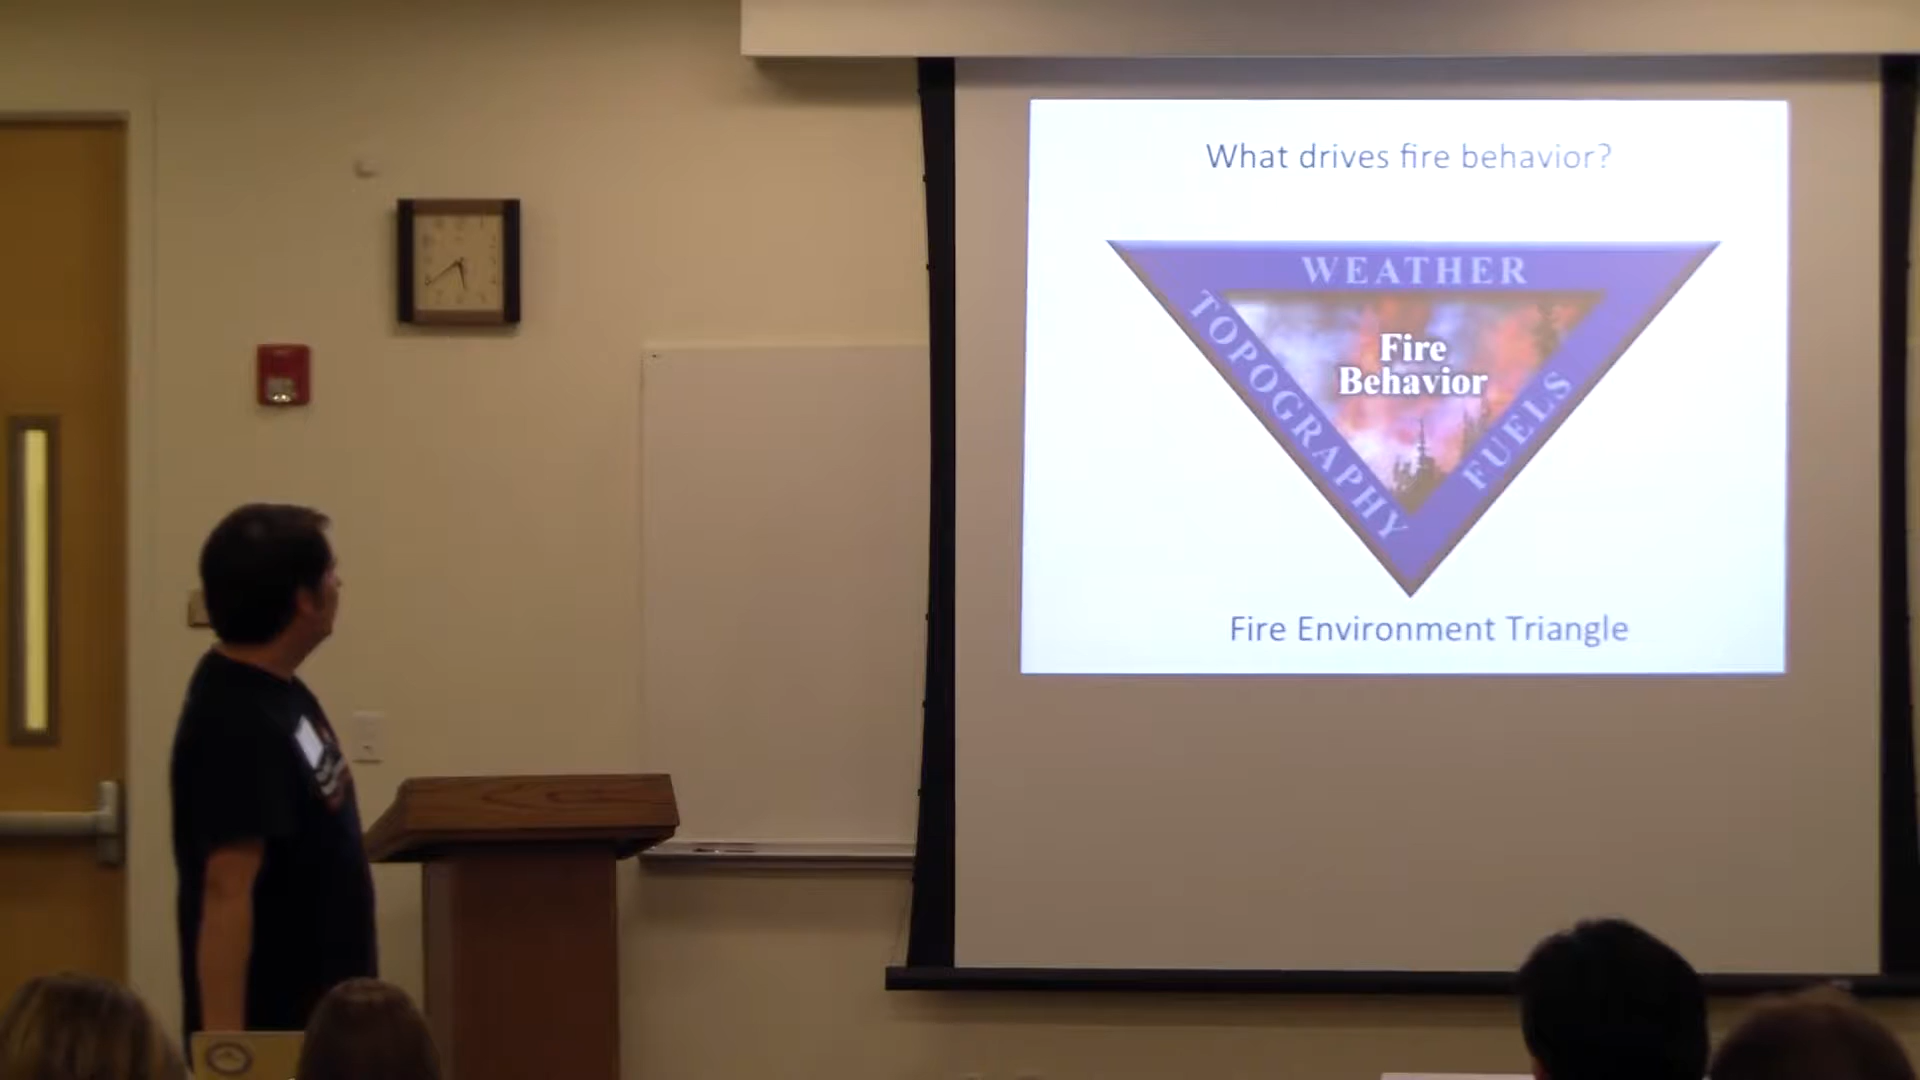 What drives fire behavior?
WEATHER
TOPOGRAPHY
Fire
Behavior
FUELS
Fire Environment Triangle